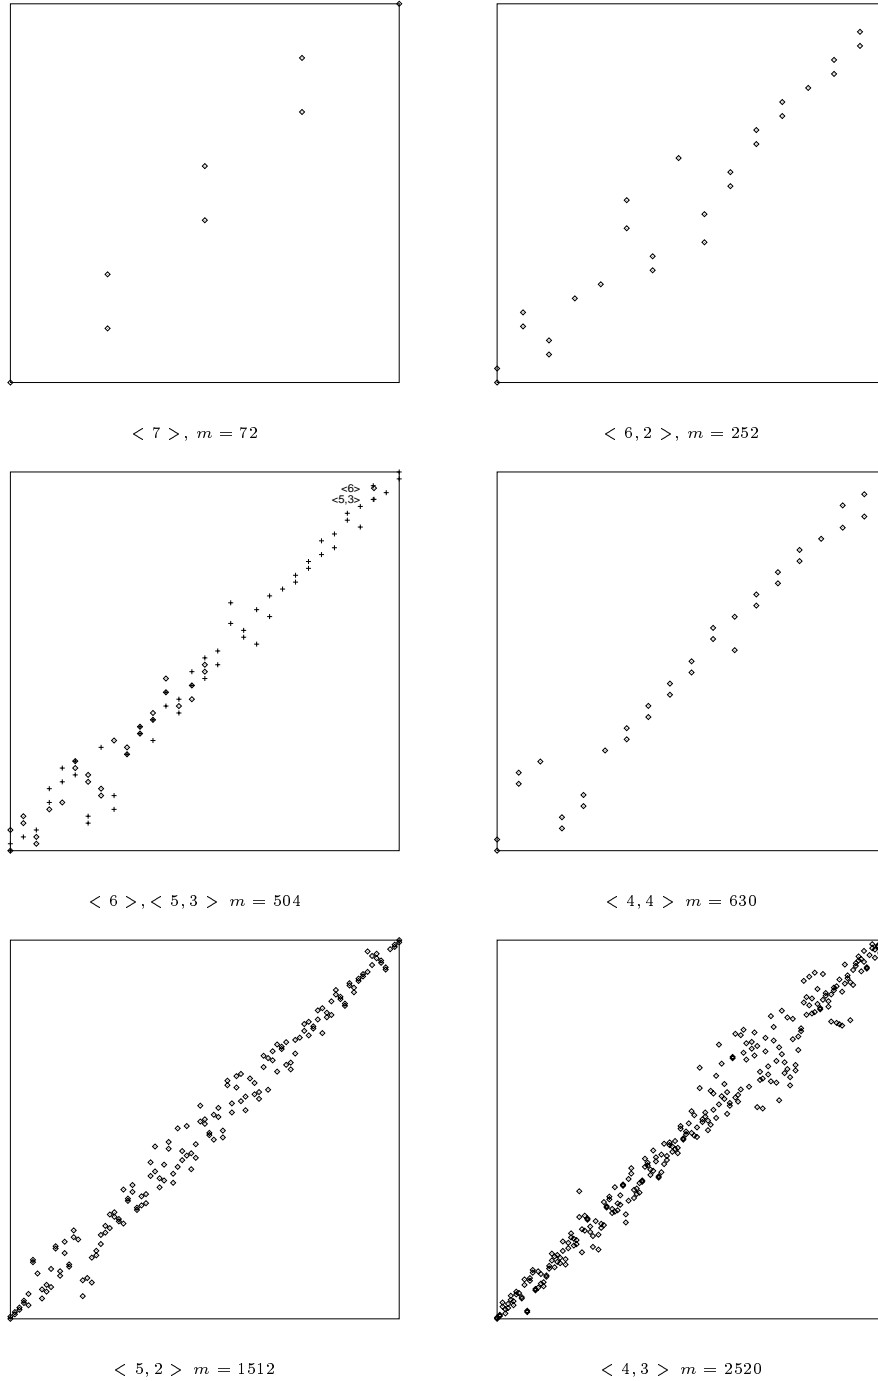 < 7 >, m = 72
< 6, 2 >, m = 252
<6>
<5,3>
< 6 >, < 5, 3 > m = 504
< 4, 4 > m = 630
< 5, 2 > m = 1512
< 4, 3 > m = 2520